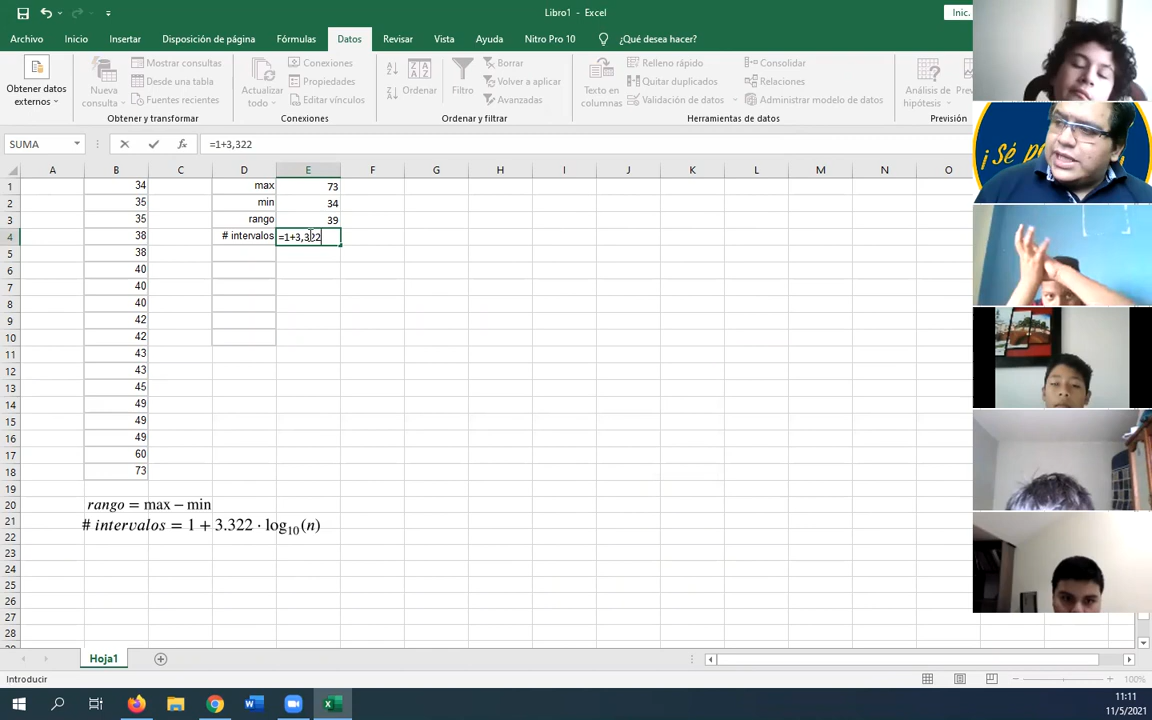 Libro1 - Excel
Inic.
Archivo Inicio Insertar Disposición de página Fórmulas Datos Revisar Vista Ayuda Nitro Pro 10 ¿Qué desea hacer?
Obtener datos externos
Nueva consulta
Mostrar consultas
Desde una tabla
Fuentes recientes
Obtener y transformar
Actualizar todo
Conexiones
Propiedades
Editar vínculos
Conexiones
Ordenar
Filtro
Borrar
Volver a aplicar
Avanzadas
Ordenar y filtrar
Texto en columnas
Relleno rápido
Quitar duplicados
Validación de datos
Consolidar
Relaciones
Administrar modelo de datos
Herramientas de datos
Análisis de hipótesis
Prev
Previsión
¡Sé p
SUMA =1+3,322
A B C D E F G H I J K L M N O
1 34 max 73
2 35 min 34
3 35 rango 39
4 38 # intervalos =1+3,322
5 38
6 40
7 40
8 40
9 42
10 42
11 43
12 43
13 45
14 49
15 49
16 49
17 60
18 73
19
20 rango = max − min
21 # intervalos = 1 + 3.322 · log₁₀(n)
22
23
24
25
26
27
28
Hoja1
Introducir
100%
11:11
11/5/2021